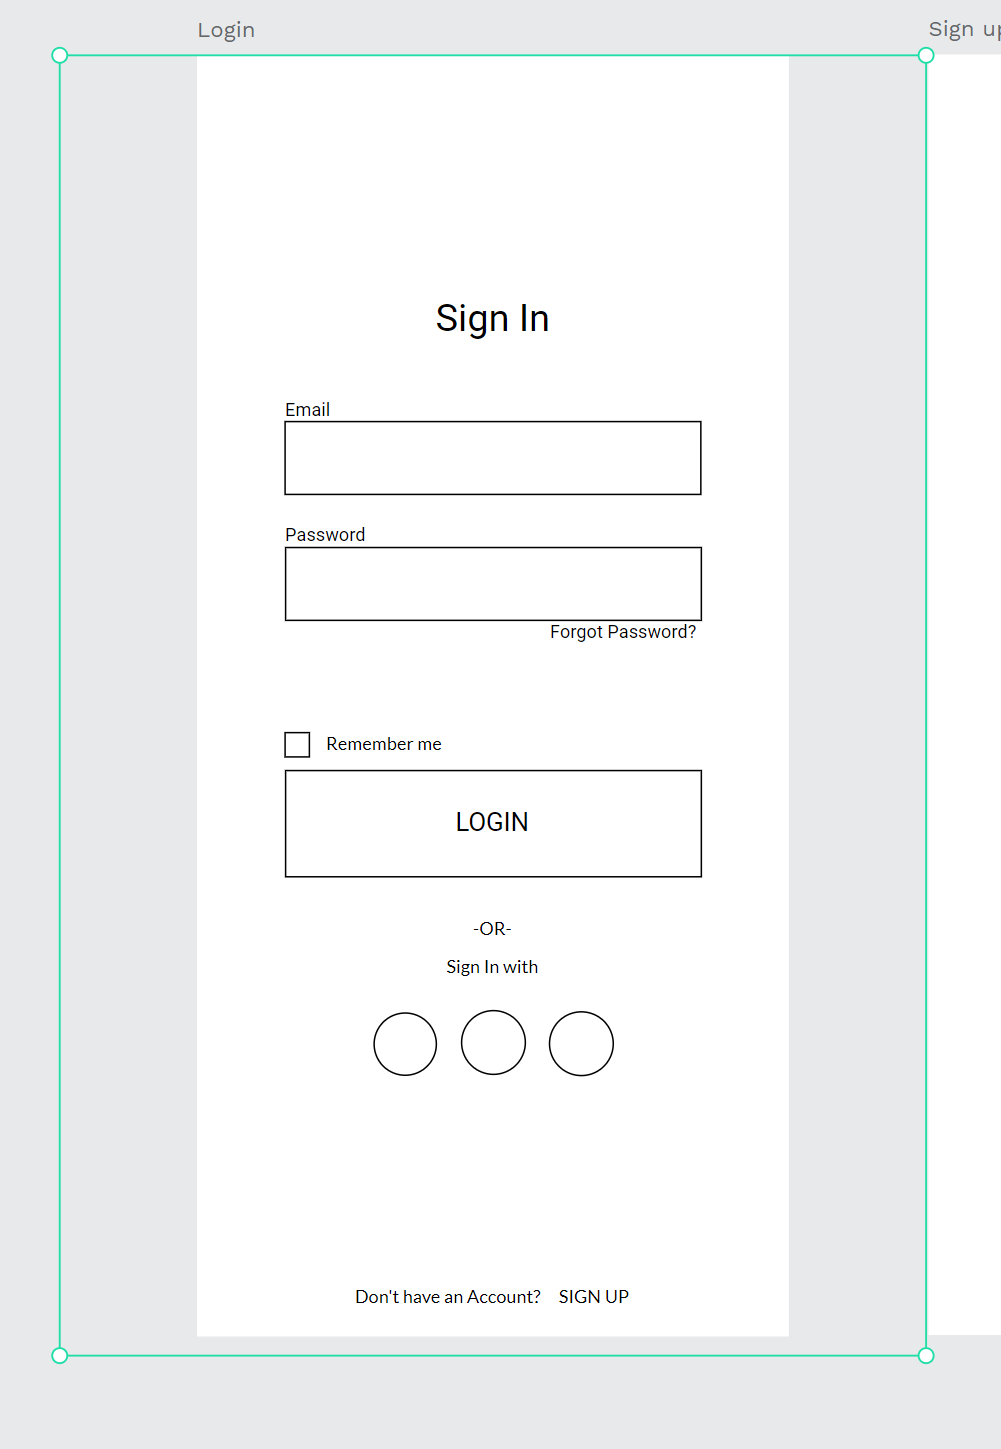 Login
Sign up
Sign In
Email
Password
Forgot Password?
Remember me
LOGIN
-OR-
Sign In with
Don't have an Account? SIGN UP